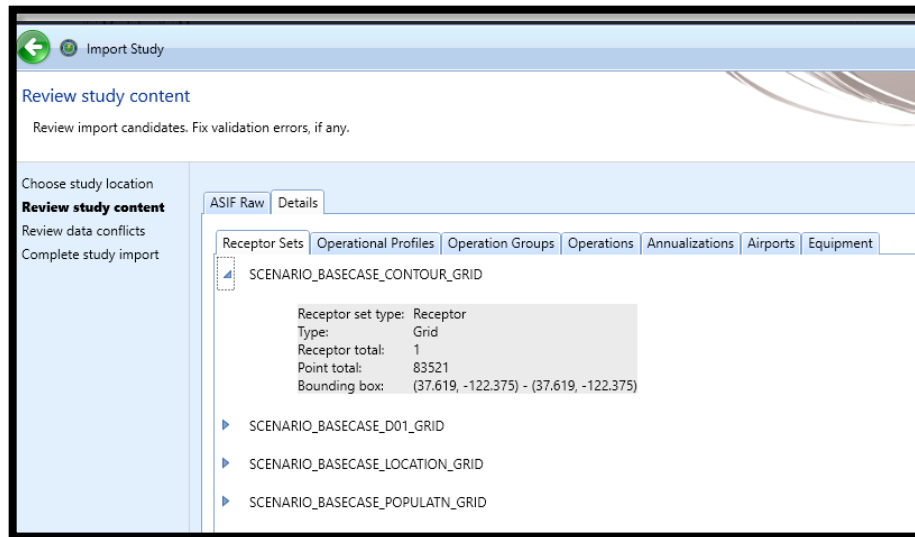 Import Study
Review study content
Review import candidates. Fix validation errors, if any.
Choose study location
Review study content
Review data conflicts
Complete study import
ASIF Raw Details
Receptor Sets Operational Profiles Operation Groups Operations Annualizations Airports Equipment
SCENARIO_BASECASE_CONTOUR_GRID
Receptor set type: Receptor
Type: Grid
Receptor total: 1
Point total: 83521
Bounding box: (37.619, -122.375) - (37.619, -122.375)
SCENARIO_BASECASE_D01_GRID
SCENARIO_BASECASE_LOCATION_GRID
SCENARIO_BASECASE_POPULATN_GRID